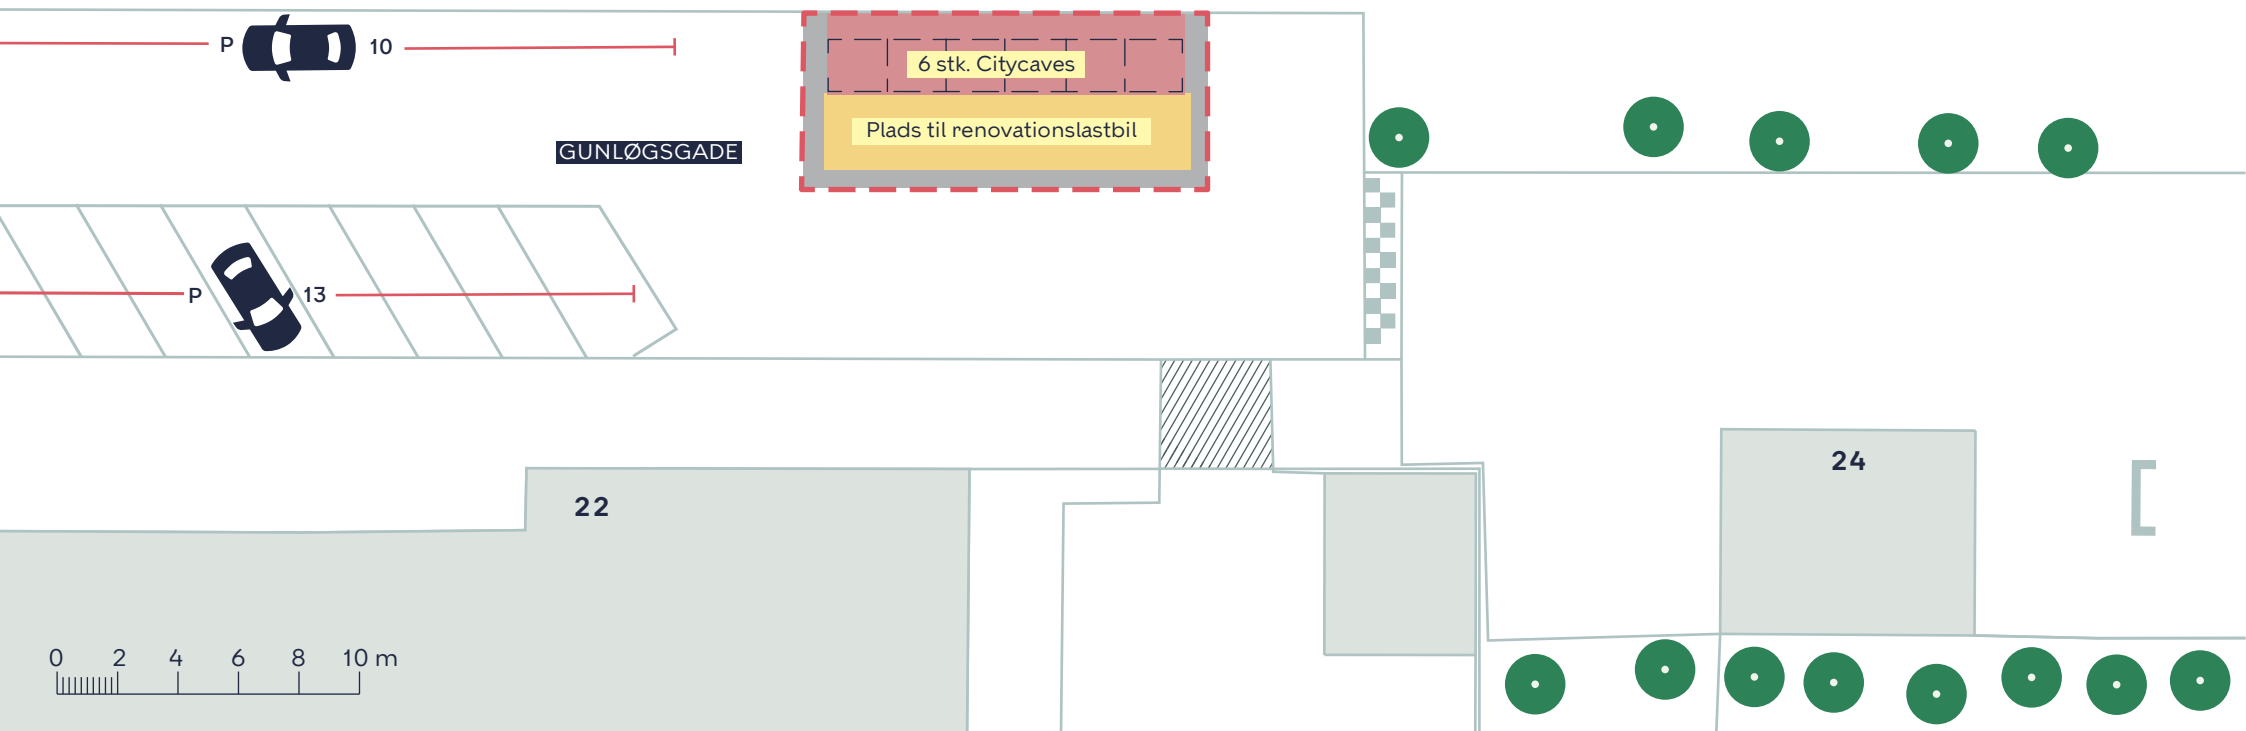 P 10
6 stk. Citycaves
Plads til renovationslastbil
GUNLØGSGADE
P 13
22
24
0 2 4 6 8 10 m